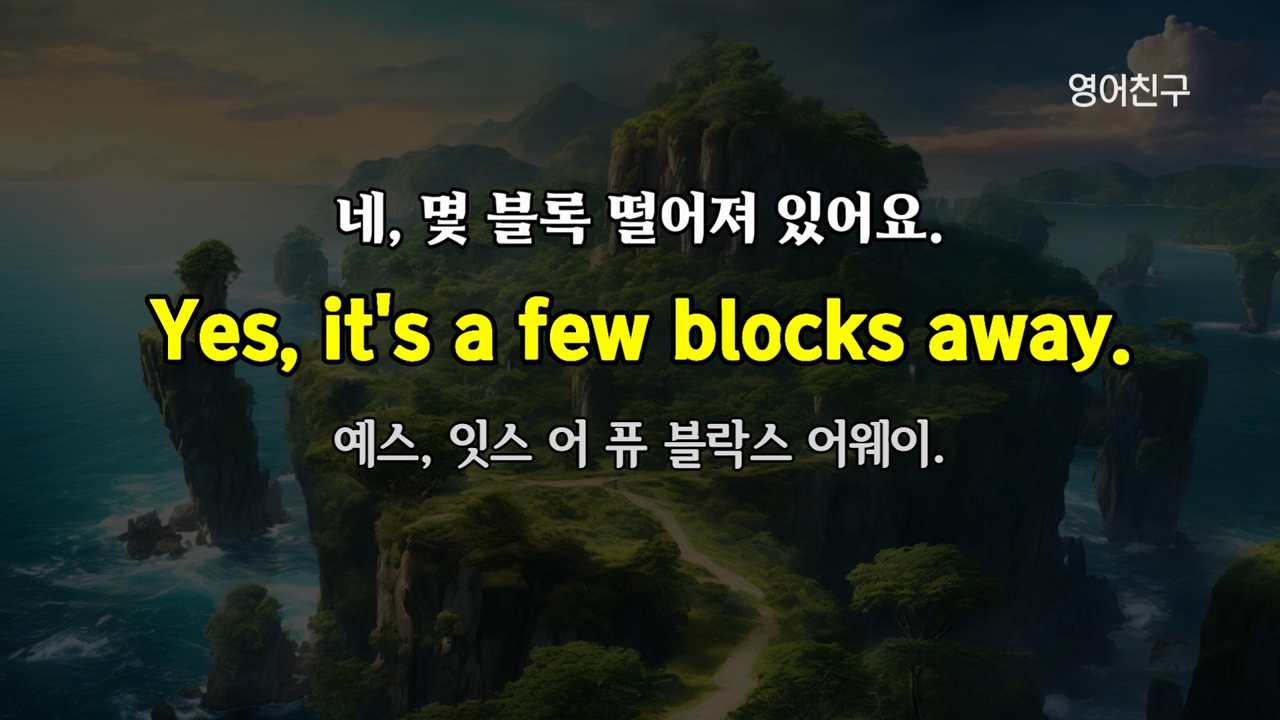 영어친구
네, 몇 블록 떨어져 있어요.
Yes, it's a few blocks away.
예스, 잇스 어 퓨 블락스 어웨이.